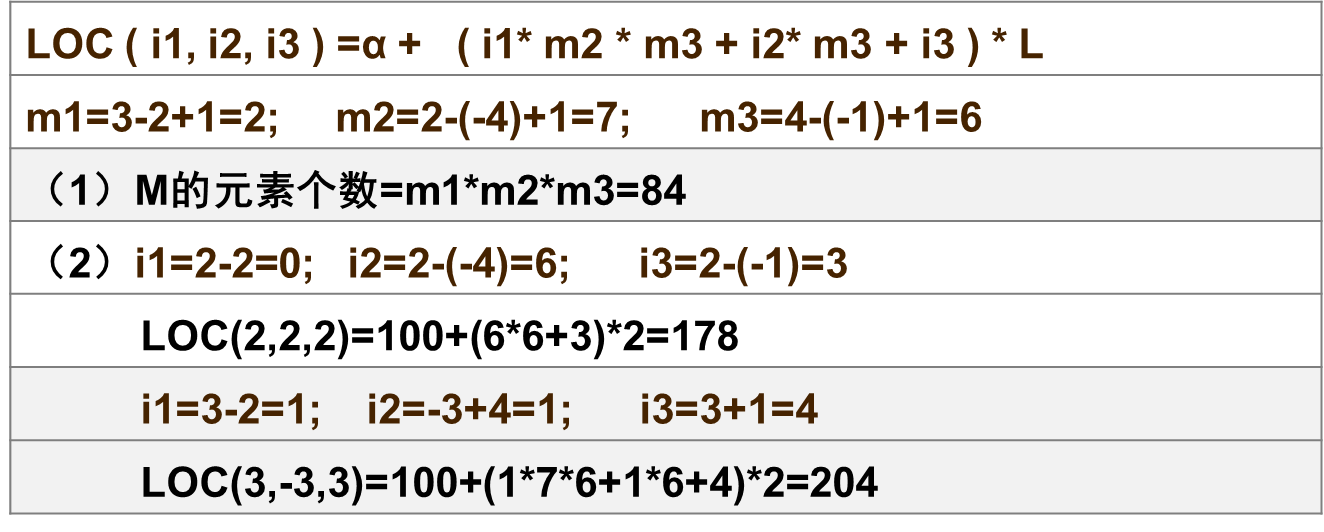 LOC ( i1, i2, i3 ) =α + ( i1* m2 * m3 + i2* m3 + i3 ) * L
m1=3-2+1=2; m2=2-(-4)+1=7; m3=4-(-1)+1=6
（1）M的元素个数=m1*m2*m3=84
（2）i1=2-2=0; i2=2-(-4)=6; i3=2-(-1)=3
LOC(2,2,2)=100+(6*6+3)*2=178
i1=3-2=1; i2=-3+4=1; i3=3+1=4
LOC(3,-3,3)=100+(1*7*6+1*6+4)*2=204